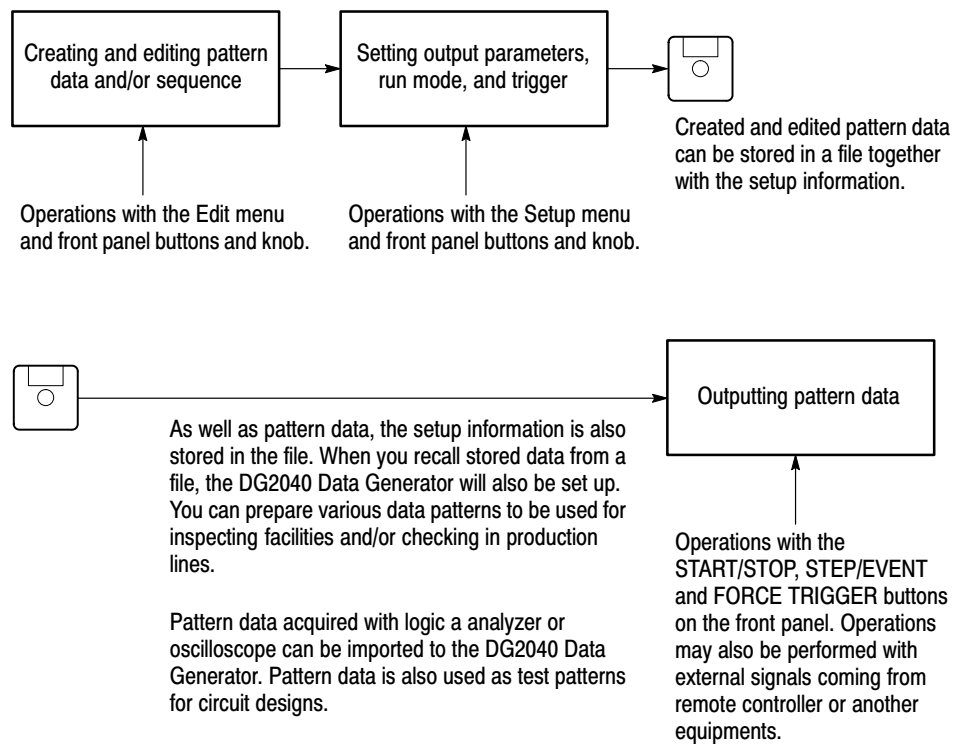 Creating and editing pattern
data and/or sequence
Setting output parameters,
run mode, and trigger
Created and edited pattern data
can be stored in a file together
with the setup information.
Operations with the Edit menu
and front panel buttons and knob.
Operations with the Setup menu
and front panel buttons and knob.
Outputting pattern data
As well as pattern data, the setup information is also
stored in the file. When you recall stored data from a
file, the DG2040 Data Generator will also be set up.
You can prepare various data patterns to be used for
inspecting facilities and/or checking in production
lines.
Pattern data acquired with logic a analyzer or
oscilloscope can be imported to the DG2040 Data
Generator. Pattern data is also used as test patterns
for circuit designs.
Operations with the
START/STOP, STEP/EVENT
and FORCE TRIGGER buttons
on the front panel. Operations
may also be performed with
external signals coming from
remote controller or another
equipments.